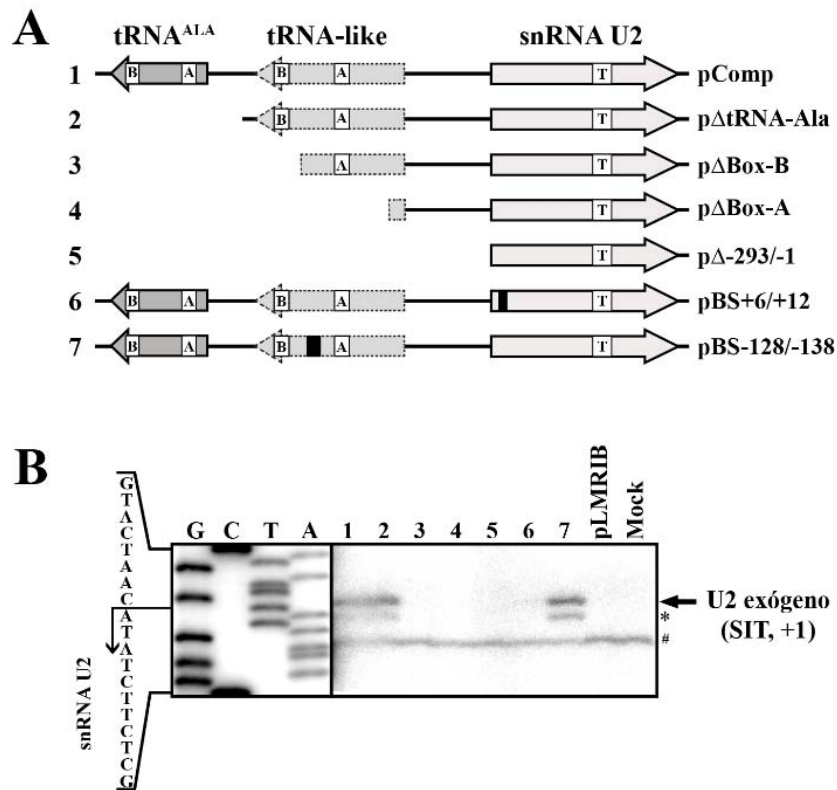 A
tRNAALA tRNA-like snRNA U2
1 B A B A T pComp
2 B A T pΔtRNA-Ala
3 A T pΔBox-B
4 T pΔBox-A
5 T pΔ-293/-1
6 B A B A T pBS+6/+12
7 B A B A T pBS-128/-138
B
GTACTAACATATCTTCTCG
snRNA U2
G C T A 1 2 3 4 5 6 7 pLMRIB Mock
U2 exógeno
(SIT, +1)
*
#